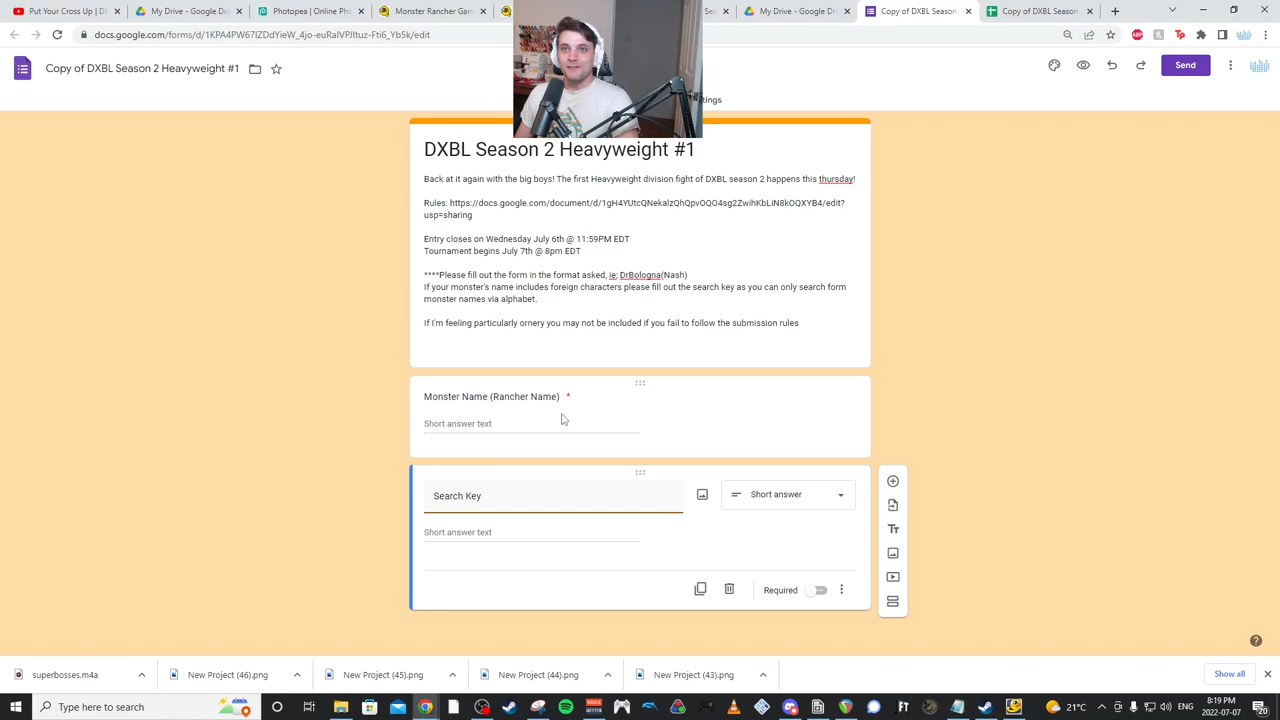 Put Your Cross Up | D
My Drive - Google Dr
Photopea | Online Pho
Monster Rancher Gam
Sec
My Drive - Google Dr
Copy of DXBL Season
Copy of DXBL Season
docs.google.com/forms/d/1KPA4PW67IZDdYieW_4jo-euRalVPJltuz-Fti6_Yb5k/edit
Copy of DXBL Season 2 Heavyweight #1
Send
ttings
DXBL Season 2 Heavyweight #1
Back at it again with the big boys! The first Heavyweight division fight of DXBL season 2 happens this thursday!
Rules: https://docs.google.com/document/d/1gH4YUtcQNekalzQhQpvOQO4sg2ZwihKbLiN8kOQXYB4/edit?
usp=sharing
Entry closes on Wednesday July 6th @ 11:59PM EDT
Tournament begins July 7th @ 8pm EDT
****Please fill out the form in the format asked, ie; DrBologna(Nash)
If your monster's name includes foreign characters please fill out the search key as you can only search form
monster names via alphabet.
If I'm feeling particularly ornery you may not be included if you fail to follow the submission rules
Monster Name (Rancher Name) *
Short answer text
Search Key
Short answer
Short answer text
Required
superbosses.m4a
New Project (46).png
New Project (45).png
New Project (44).png
New Project (43).png
Show all
Type here to search
21°C
ENG
8:19 PM
2022-07-07